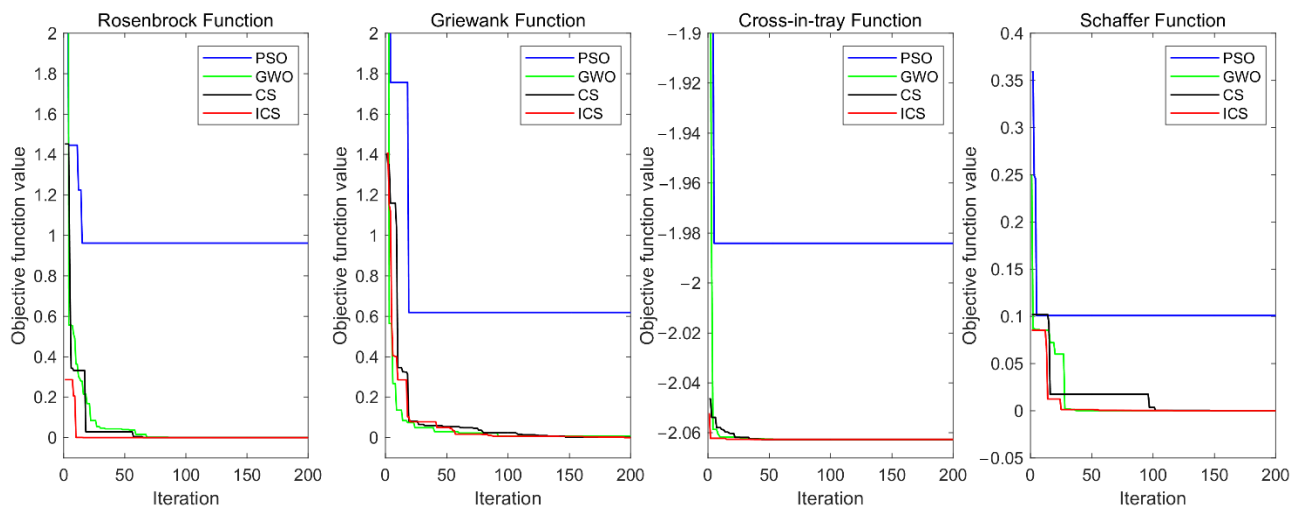 Rosenbrock Function
2
1.8
1.6
1.4
1.2
1
0.8
0.6
0.4
0.2
0
Objective function value
0
50
100
150
200
Iteration
PSO
GWO
CS
ICS
Griewank Function
2
1.8
1.6
1.4
1.2
1
0.8
0.6
0.4
0.2
0
Objective function value
0
50
100
150
200
Iteration
PSO
GWO
CS
ICS
Cross-in-tray Function
−1.9
−1.92
−1.94
−1.96
−1.98
−2
−2.02
−2.04
−2.06
Objective function value
0
50
100
150
200
Iteration
PSO
GWO
CS
ICS
Schaffer Function
0.4
0.35
0.3
0.25
0.2
0.15
0.1
0.05
0
−0.05
Objective function value
0
50
100
150
200
Iteration
PSO
GWO
CS
ICS